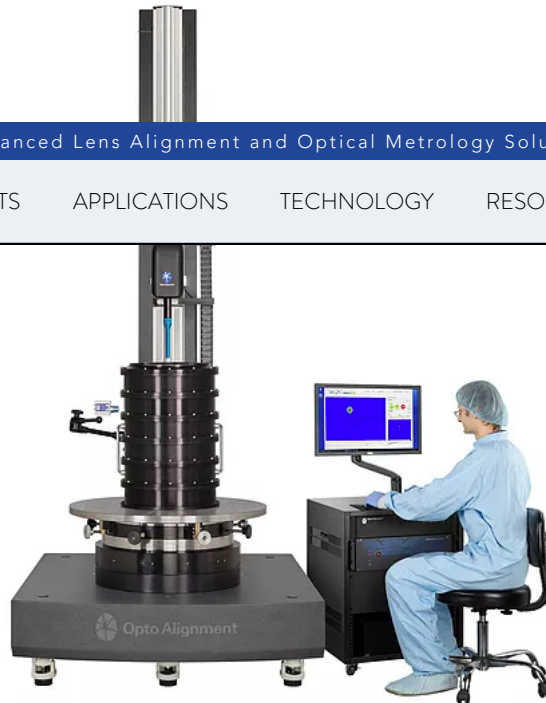 anced Lens Alignment and Optical Metrology Solu
TS APPLICATIONS TECHNOLOGY RESO
Opto Alignment